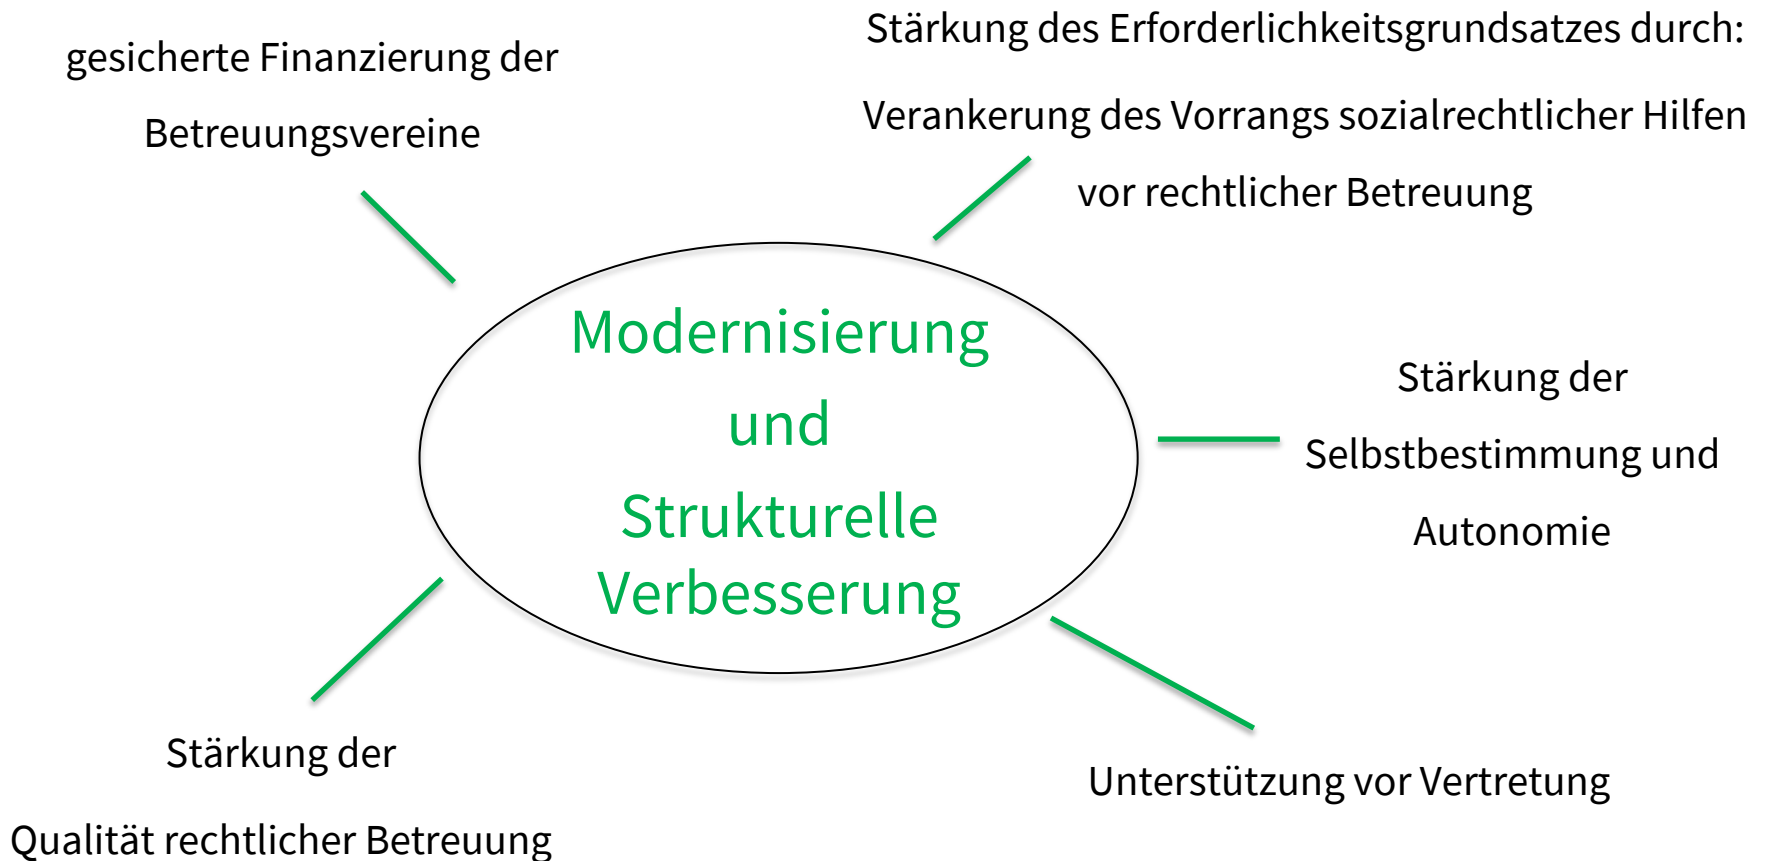 gesicherte Finanzierung der
Betreuungsvereine
Stärkung des Erforderlichkeitsgrundsatzes durch:
Verankerung des Vorrangs sozialrechtlicher Hilfen
vor rechtlicher Betreuung
Modernisierung
und
Strukturelle
Verbesserung
Stärkung der
Selbstbestimmung und
Autonomie
Stärkung der
Qualität rechtlicher Betreuung
Unterstützung vor Vertretung